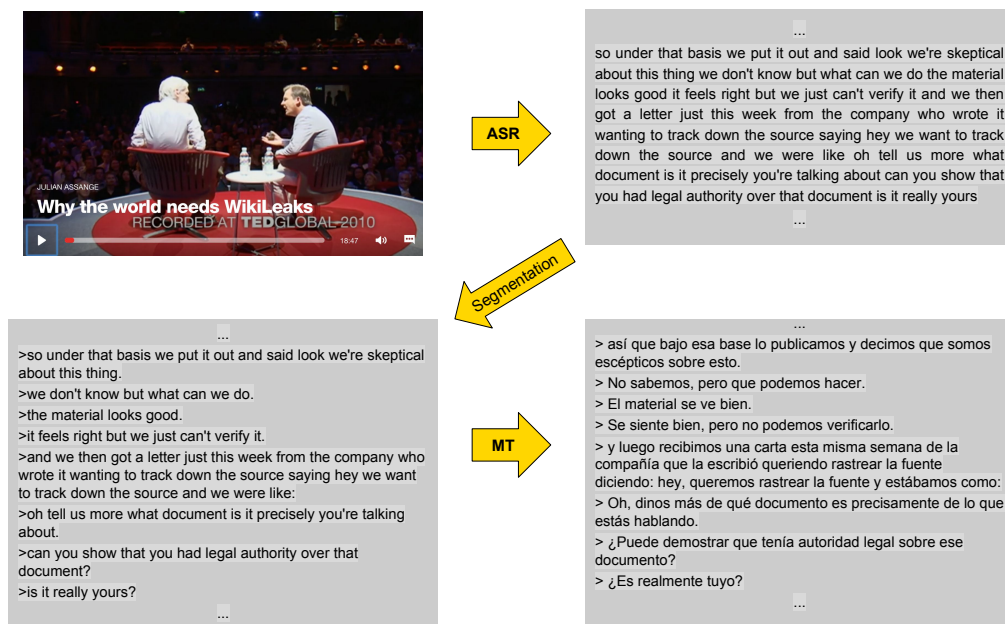 JULIAN ASSANGE
Why the world needs WikiLeaks
RECORDED AT TEDGLOBAL-2010
18:47
ASR
...
so under that basis we put it out and said look we're skeptical
about this thing we don't know but what can we do the material
looks good it feels right but we just can't verify it and we then
got a letter just this week from the company who wrote it
wanting to track down the source saying hey we want to track
down the source and we were like oh tell us more what
document is it precisely you're talking about can you show that
you had legal authority over that document is it really yours
...
Segmentation
...
>so under that basis we put it out and said look we're skeptical
about this thing.
>we don't know but what can we do.
>the material looks good.
>it feels right but we just can't verify it.
>and we then got a letter just this week from the company who
wrote it wanting to track down the source saying hey we want
to track down the source and we were like:
>oh tell us more what document is it precisely you're talking
about.
>can you show that you had legal authority over that
document?
>is it really yours?
...
MT
...
> así que bajo esa base lo publicamos y decimos que somos
escépticos sobre esto.
> No sabemos, pero que podemos hacer.
> El material se ve bien.
> Se siente bien, pero no podemos verificarlo.
> y luego recibimos una carta esta misma semana de la
compañía que la escribió queriendo rastrear la fuente
diciendo: hey, queremos rastrear la fuente y estábamos como:
> Oh, dinos más de qué documento es precisamente de lo que
estás hablando.
> ¿Puede demostrar que tenía autoridad legal sobre ese
documento?
> ¿Es realmente tuyo?
...